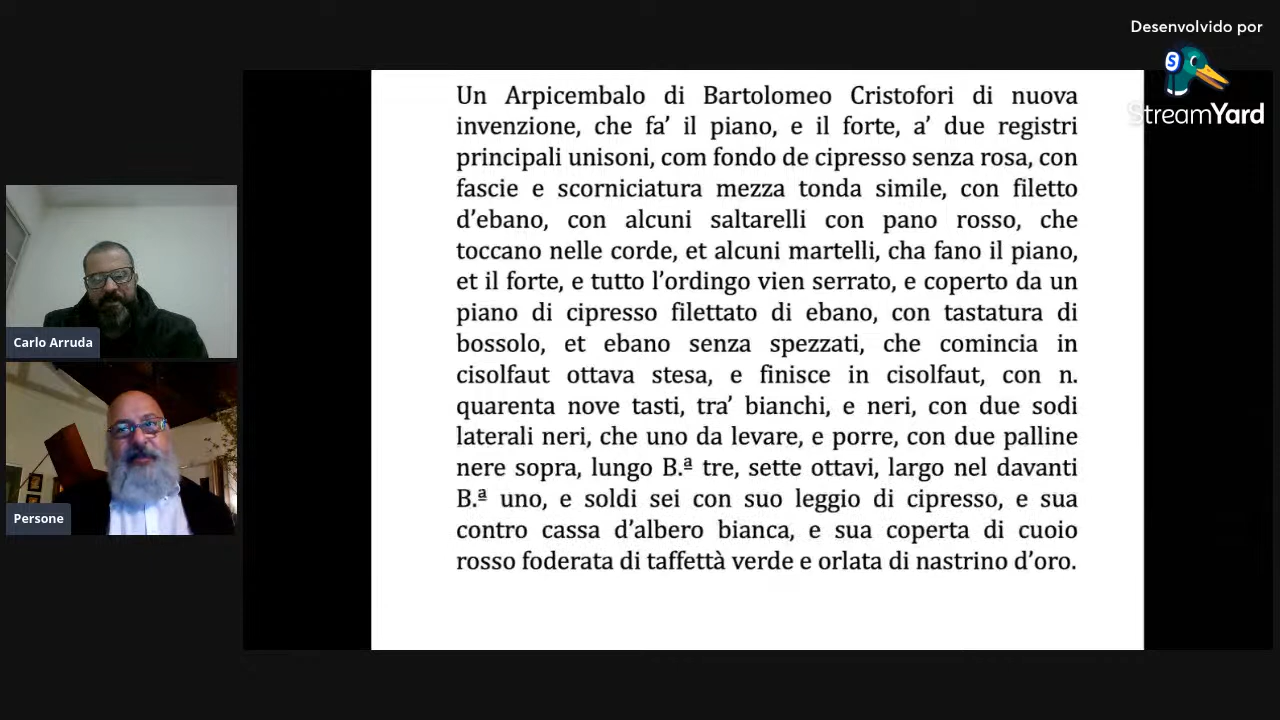 Desenvolvido por
StreamYard
Un Arpicembalo di Bartolomeo Cristofori di nuova
invenzione, che fa’ il piano, e il forte, a’ due registri
principali unisoni, com fondo de cipresso senza rosa, con
fascie e scorniciatura mezza tonda simile, con filetto
d’ebano, con alcuni saltarelli con pano rosso, che
toccano nelle corde, et alcuni martelli, cha fano il piano,
et il forte, e tutto l’ordingo vien serrato, e coperto da un
piano di cipresso filettato di ebano, con tastatura di
bossolo, et ebano senza spezzati, che comincia in
cisolfaut ottava stesa, e finisce in cisolfaut, con n.
quarenta nove tasti, tra’ bianchi, e neri, con due sodi
laterali neri, che uno da levare, e porre, con due palline
nere sopra, lungo B.ª tre, sette ottavi, largo nel davanti
B.ª uno, e soldi sei con suo leggio di cipresso, e sua
contro cassa d’albero bianca, e sua coperta di cuoio
rosso foderata di taffettà verde e orlata di nastrino d’oro.
Carlo Arruda
Persone